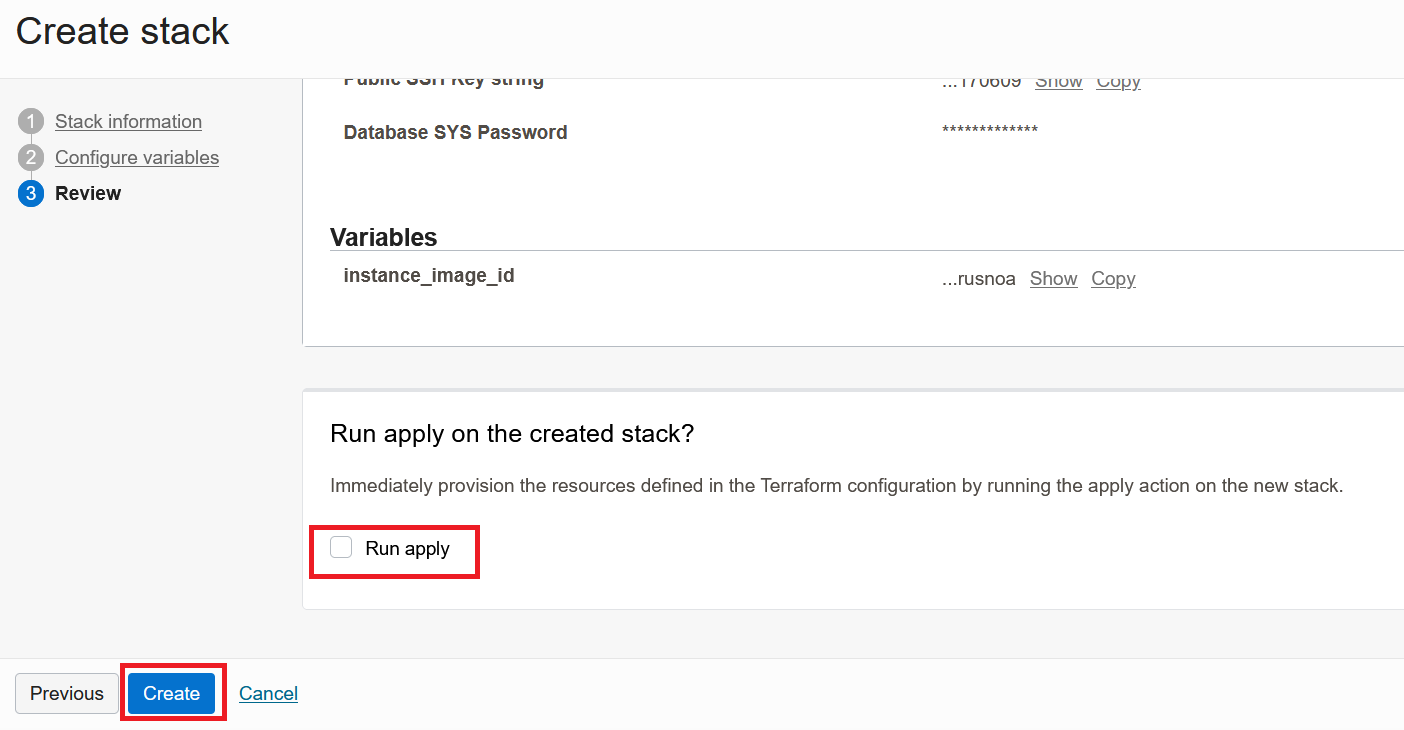 Create stack
1 Stack information
2 Configure variables
3 Review
Public SSH Key string ...170609 Show Copy
Database SYS Password *************
Variables
instance_image_id ...rusnoa Show Copy
Run apply on the created stack?
Immediately provision the resources defined in the Terraform configuration by running the apply action on the new stack.
Run apply
Previous Create Cancel